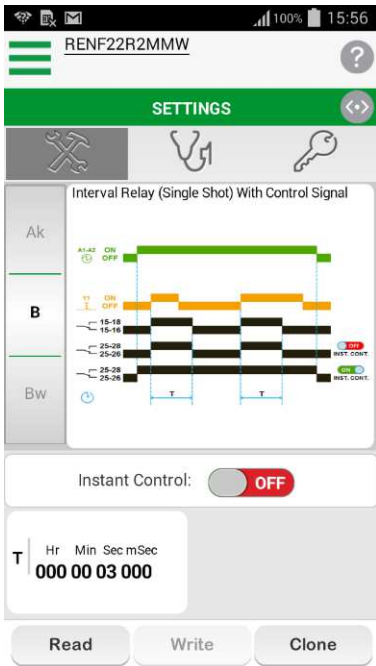 100% 15:56
RENF22R2MMW
?
SETTINGS
Interval Relay (Single Shot) With Control Signal
Ak
B
Bw
A1-A2 ON
OFF
Y1 ON
OFF
15-18
15-16
25-28
25-26
OFF
INST. CONT.
25-28
25-26
ON
INST. CONT.
T T
Instant Control: OFF
T Hr Min Sec mSec
000 00 03 000
Read Write Clone